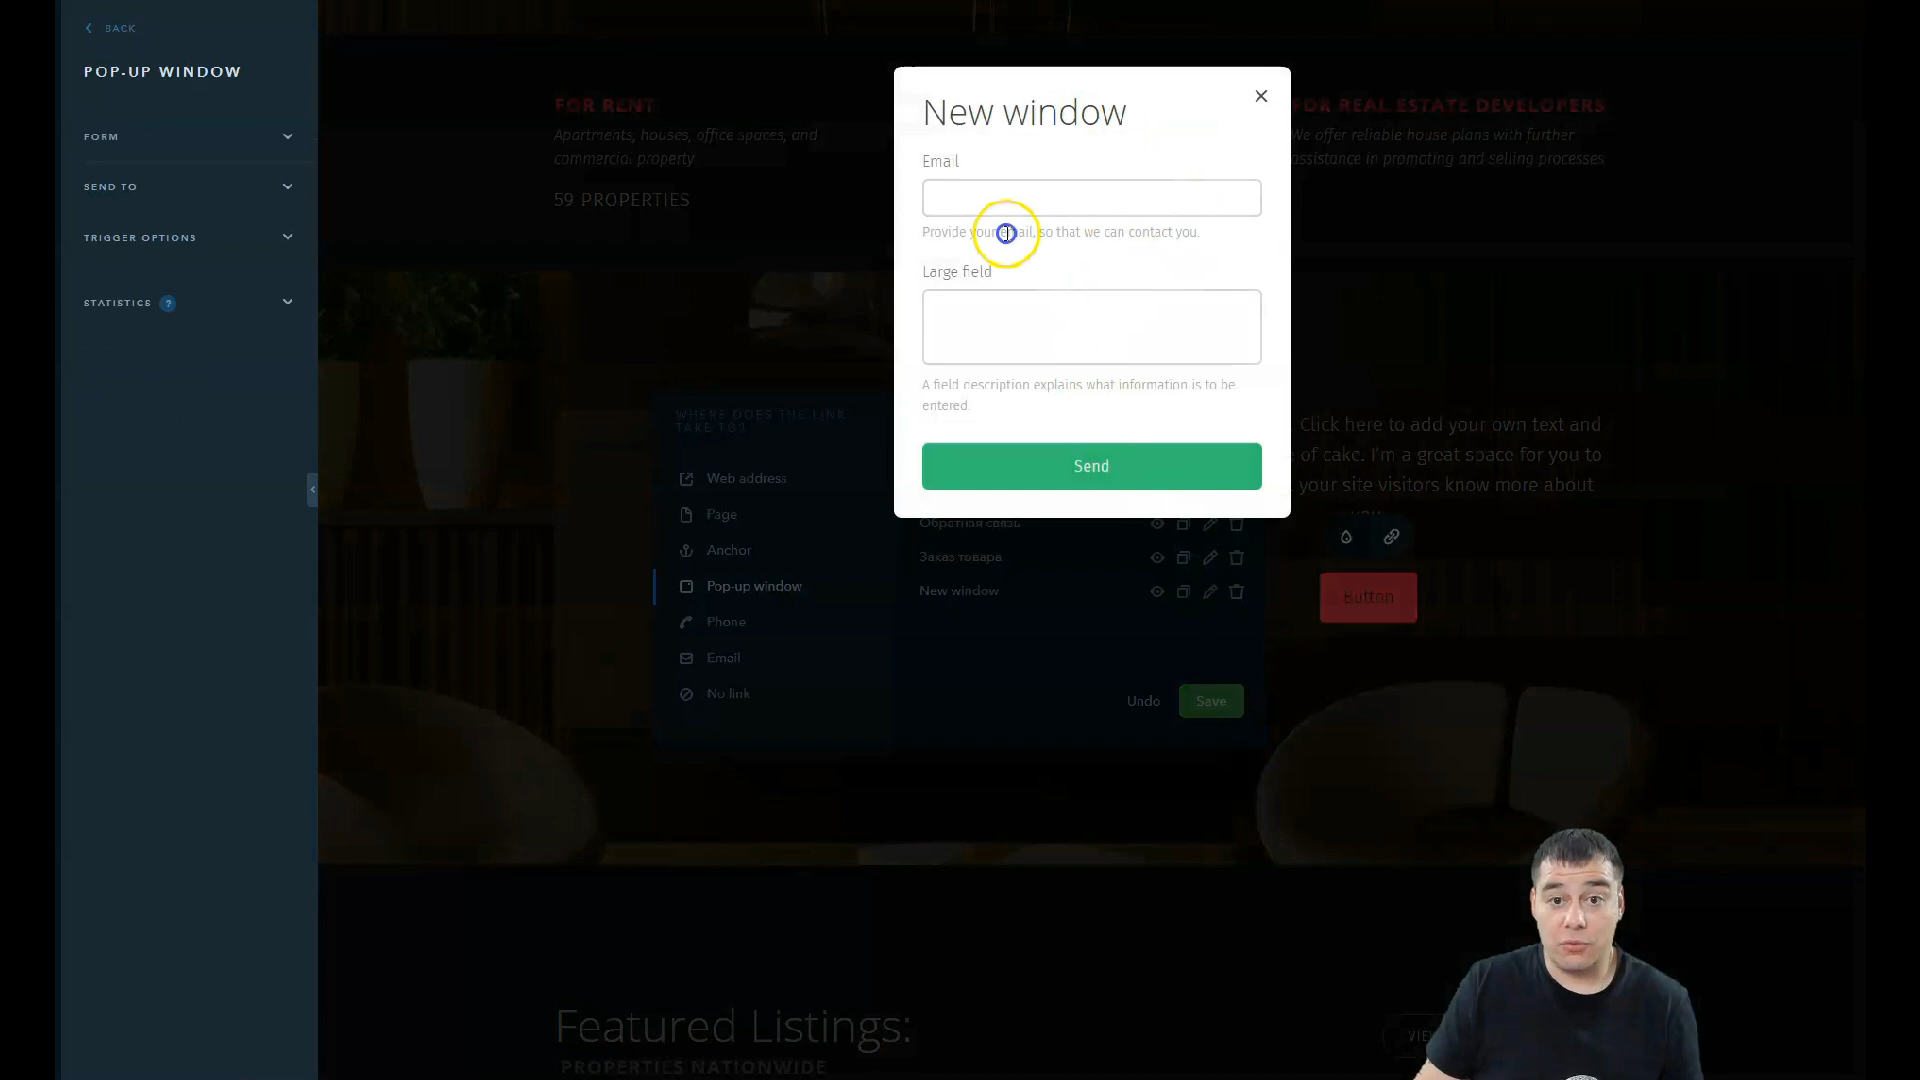 BACK
POP-UP WINDOW
FORM
SEND TO
TRIGGER OPTIONS
STATISTICS ?
FOR RENT
Apartments, houses, office spaces, and
commercial property
59 PROPERTIES
FOR REAL ESTATE DEVELOPERS
We offer reliable house plans with further
assistance in promoting and selling processes
New window
Email
Provide your email, so that we can contact you.
Large field
A field description explains what information is to be
entered.
Send
WHERE DOES THE LINK
TAKE TO?
Web address
Page
Anchor
Pop-up window
Phone
Email
No link
Обратная связь
Заказ товара
New window
Undo
Save
Click here to add your own text and
of cake. I'm a great space for you to
your site visitors know more about
you
Button
Featured Listings:
PROPERTIES NATIONWIDE